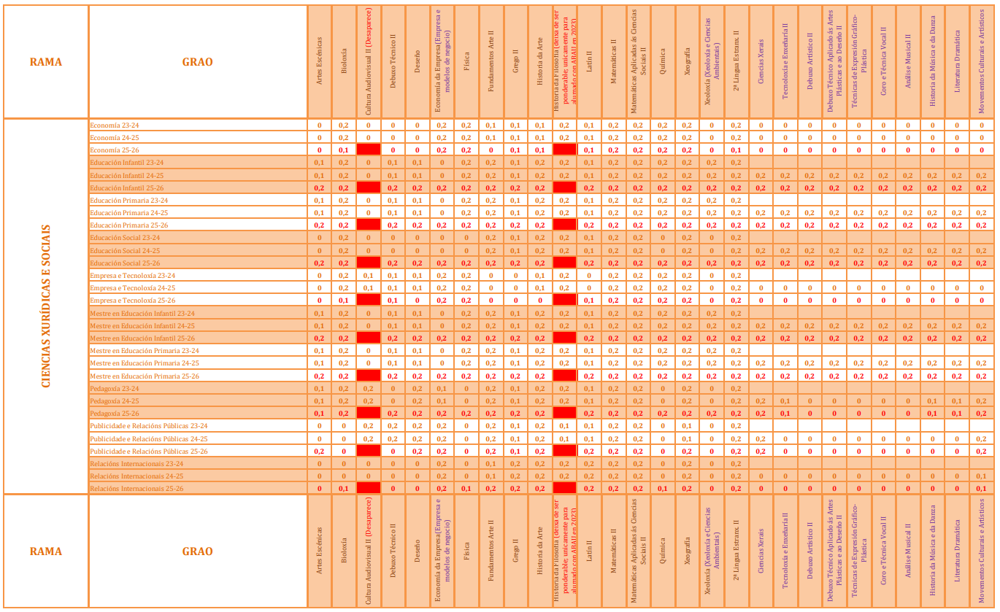 RAMA
GRAO
Artes Escénicas
Bioloxía
Cultura Audiovisual II (Desaparece)
Debuxo Técnico II
Deseño
Economía da Empresa(Empresa e
modelos de negocio)
Física
Fundamentos Arte II
Grego II
Historia da Arte
Historia da Filosofía (deixa de ser
ponderable; unicamente para
alumado con ABAU en 2023)
Latín II
Matemáticas II
Matemáticas Aplicadas ás Ciencias
Sociais II
Química
Xeografía
Xeoloxía (Xeoloxía e Ciencias
Ambientais)
2ª Lingua Estranx. II
Ciencias Xerais
Tecnoloxía e Enxeñaría II
Debuxo Artístico II
Debuxo Técnico Aplicado ás Artes
Plásticas e ao Deseño II
Técnicas de Expresión Gráfico-
Plástica
Coro e Técnica Vocal II
Análise Musical II
Historia da Música e da Danza
Literatura Dramática
Movementos Culturais e Artísticos
CIENCIAS XURÍDICAS E SOCIAIS
Economía 23-24 0 0,2 0 0 0 0,2 0,2 0,1 0,1 0,1 0,2 0,1 0,2 0,2 0,2 0,2 0 0,2 0 0 0 0 0 0 0 0 0 0
Economía 24-25 0 0,2 0 0 0 0,2 0,2 0,1 0,1 0,1 0,2 0,1 0,2 0,2 0,2 0,2 0 0,2 0 0 0 0 0 0 0 0 0 0
Economía 25-26 0 0,1 0 0 0,2 0,2 0 0,1 0,1 0,1 0,2 0,2 0,2 0,2 0 0,1 0 0 0 0 0 0 0 0 0 0
Educación Infantil 23-24 0,1 0,2 0 0,1 0,1 0 0,2 0,2 0,1 0,2 0,2 0,1 0,2 0,2 0,2 0,2 0,2 0,2
Educación Infantil 24-25 0,1 0,2 0 0,1 0,1 0 0,2 0,2 0,1 0,2 0,2 0,1 0,2 0,2 0,2 0,2 0,2 0,2 0,2 0,2 0,2 0,2 0,2 0,2 0,2 0,2 0,2 0,2
Educación Infantil 25-26 0,2 0,2 0,2 0,2 0,2 0,2 0,2 0,2 0,2 0,2 0,2 0,2 0,2 0,2 0,2 0,2 0,2 0,2 0,2 0,2 0,2 0,2 0,2 0,2 0,2 0,2
Educación Primaria 23-24 0,1 0,2 0 0,1 0,1 0 0,2 0,2 0,1 0,2 0,2 0,1 0,2 0,2 0,2 0,2 0,2 0,2
Educación Primaria 24-25 0,1 0,2 0 0,1 0,1 0 0,2 0,2 0,1 0,2 0,2 0,1 0,2 0,2 0,2 0,2 0,2 0,2 0,2 0,2 0,2 0,2 0,2 0,2 0,2 0,2 0,2 0,2
Educación Primaria 25-26 0,2 0,2 0,2 0,2 0,2 0,2 0,2 0,2 0,2 0,2 0,2 0,2 0,2 0,2 0,2 0,2 0,2 0,2 0,2 0,2 0,2 0,2 0,2 0,2 0,2 0,2
Educación Social 23-24 0 0,2 0 0 0 0 0 0,2 0,1 0,2 0,2 0,1 0,2 0,2 0 0,2 0 0,2
Educación Social 24-25 0 0,2 0 0 0 0 0 0,2 0,1 0,2 0,2 0,1 0,2 0,2 0 0,2 0 0,2 0,2 0,2 0,2 0,2 0,2 0,2 0,2 0,2 0,2 0,2
Educación Social 25-26 0,2 0,2 0,2 0,2 0,2 0,2 0,2 0,2 0,2 0,2 0,2 0,2 0,2 0,2 0,2 0,2 0,2 0,2 0,2 0,2 0,2 0,2 0,2 0,2 0,2 0,2
Empresa e Tecnoloxía 23-24 0 0,2 0,1 0,1 0 0,2 0,2 0 0 0,1 0,2 0 0,2 0,2 0,2 0,2 0 0,2
Empresa e Tecnoloxía 24-25 0 0,2 0,1 0,1 0 0,2 0,2 0 0 0,1 0,2 0 0,2 0,2 0,2 0,2 0 0,2 0 0 0 0 0 0 0 0 0 0
Empresa e Tecnoloxía 25-26 0 0,1 0,1 0 0,2 0,2 0 0 0 0,1 0,2 0,2 0,2 0,2 0 0,2 0 0 0 0 0 0 0 0 0 0
Mestre en Educación Infantil 23-24 0,1 0,2 0 0,1 0,1 0 0,2 0,2 0,1 0,2 0,2 0,1 0,2 0,2 0,2 0,2 0,2 0,2
Mestre en Educación Infantil 24-25 0,1 0,2 0 0,1 0,1 0 0,2 0,2 0,1 0,2 0,2 0,1 0,2 0,2 0,2 0,2 0,2 0,2 0,2 0,2 0,2 0,2 0,2 0,2 0,2 0,2 0,2 0,2
Mestre en Educación Infantil 25-26 0,2 0,2 0,2 0,2 0,2 0,2 0,2 0,2 0,2 0,2 0,2 0,2 0,2 0,2 0,2 0,2 0,2 0,2 0,2 0,2 0,2 0,2 0,2 0,2 0,2 0,2
Mestre en Educación Primaria 23-24 0,1 0,2 0 0,1 0,1 0 0,2 0,2 0,1 0,2 0,2 0,1 0,2 0,2 0,2 0,2 0,2 0,2
Mestre en Educación Primaria 24-25 0,1 0,2 0 0,1 0,1 0 0,2 0,2 0,1 0,2 0,2 0,1 0,2 0,2 0,2 0,2 0,2 0,2 0,2 0,2 0,2 0,2 0,2 0,2 0,2 0,2 0,2 0,2
Mestre en Educación Primaria 25-26 0,2 0,2 0,2 0,2 0,2 0,2 0,2 0,2 0,2 0,2 0,2 0,2 0,2 0,2 0,2 0,2 0,2 0,2 0,2 0,2 0,2 0,2 0,2 0,2 0,2 0,2
Pedagoxía 23-24 0,1 0,2 0,2 0 0,2 0,1 0 0,2 0,1 0,2 0,2 0,1 0,2 0,2 0 0,2 0 0,2
Pedagoxía 24-25 0,1 0,2 0,2 0 0,2 0,1 0 0,2 0,1 0,2 0,2 0,1 0,2 0,2 0 0,2 0 0,2 0,2 0,1 0 0 0 0 0 0,1 0,1 0,2
Pedagoxía 25-26 0,1 0,2 0 0,2 0,1 0 0,2 0,2 0,2 0,2 0,2 0,2 0,2 0,2 0,2 0,2 0,2 0,1 0 0 0 0 0 0,1 0,1 0,2
Publicidade e Relacións Públicas 23-24 0 0 0,2 0,2 0,2 0,2 0 0,2 0,1 0,2 0,1 0,1 0,2 0,2 0 0,1 0 0,2
Publicidade e Relacións Públicas 24-25 0 0 0,2 0,2 0,2 0,2 0 0,2 0,1 0,2 0,1 0,1 0,2 0,2 0 0,1 0 0,2 0,2 0 0 0 0 0 0 0 0 0,2
Publicidade e Relacións Públicas 25-26 0,2 0 0 0,2 0,2 0 0,2 0,1 0,2 0,2 0,2 0,2 0 0,2 0 0,2 0,2 0 0 0 0 0 0 0 0 0,2
Relacións Internacionais 23-24 0 0 0 0 0 0,2 0 0,1 0,2 0,2 0,2 0,2 0,2 0,2 0 0,2 0 0,2
Relacións Internacionais 24-25 0 0 0 0 0 0,2 0 0,1 0,2 0,2 0,2 0,2 0,2 0,2 0 0,2 0 0,2 0 0 0 0 0 0 0 0 0 0,1
Relacións Internacionais 25-26 0 0,1 0 0 0,2 0,1 0,2 0,2 0,2 0,2 0,2 0,2 0,1 0,2 0 0,2 0 0 0 0 0 0 0 0 0 0,1
RAMA
GRAO
Artes Escénicas
Bioloxía
Cultura Audiovisual II (Desaparece)
Debuxo Técnico II
Deseño
Economía da Empresa(Empresa e
modelos de negocio)
Física
Fundamentos Arte II
Grego II
Historia da Arte
Historia da Filosofía (deixa de ser
ponderable; unicamente para
alumado con ABAU en 2023)
Latín II
Matemáticas II
Matemáticas Aplicadas ás Ciencias
Sociais II
Química
Xeografía
Xeoloxía (Xeoloxía e Ciencias
Ambientais)
2ª Lingua Estranx. II
Ciencias Xerais
Tecnoloxía e Enxeñaría II
Debuxo Artístico II
Debuxo Técnico Aplicado ás Artes
Plásticas e ao Deseño II
Técnicas de Expresión Gráfico-
Plástica
Coro e Técnica Vocal II
Análise Musical II
Historia da Música e da Danza
Literatura Dramática
Movementos Culturais e Artísticos